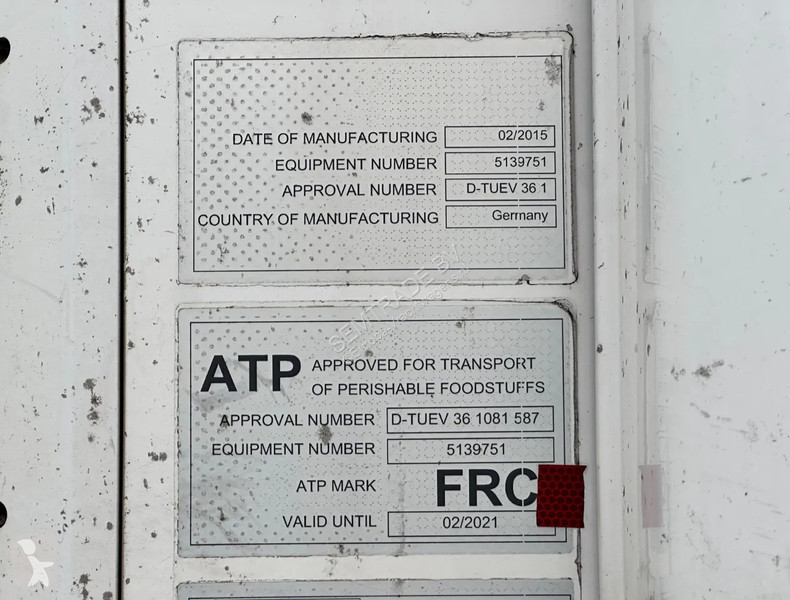 DATE OF MANUFACTURING 02/2015
EQUIPMENT NUMBER 5139751
APPROVAL NUMBER D-TUEV 36 1
COUNTRY OF MANUFACTURING Germany
SEMTRADE BV
ATP APPROVED FOR TRANSPORT
OF PERISHABLE FOODSTUFFS
APPROVAL NUMBER D-TUEV 36 1081 587
EQUIPMENT NUMBER 5139751
ATP MARK FRC
VALID UNTIL 02/2021